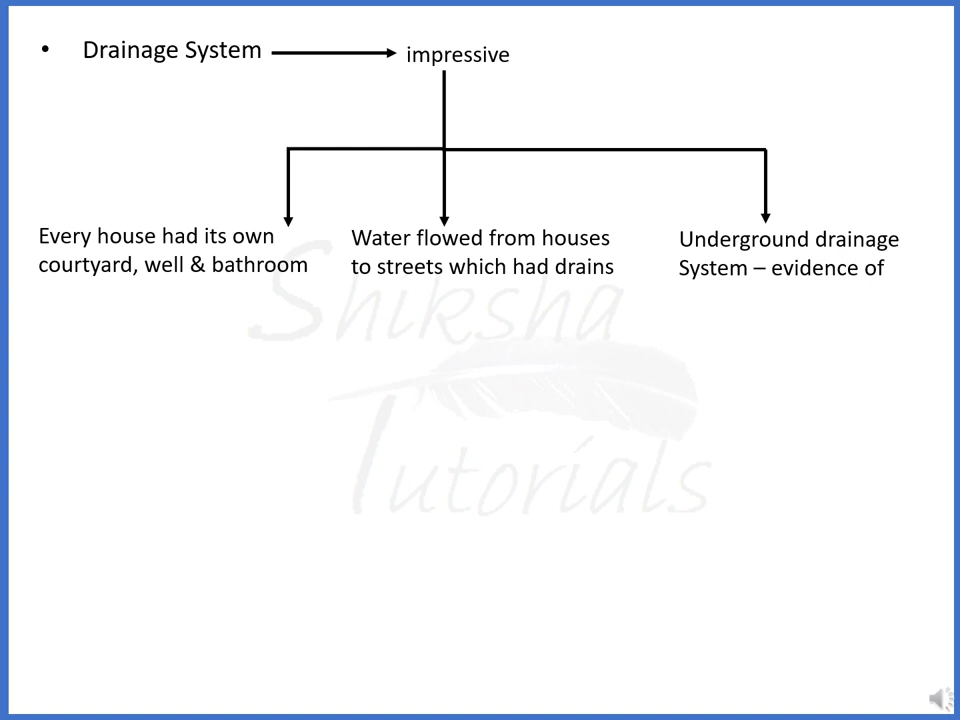 • Drainage System
impressive
Every house had its own
courtyard, well & bathroom
Water flowed from houses
to streets which had drains
Underground drainage
System – evidence of
Shiksha
Tutorials